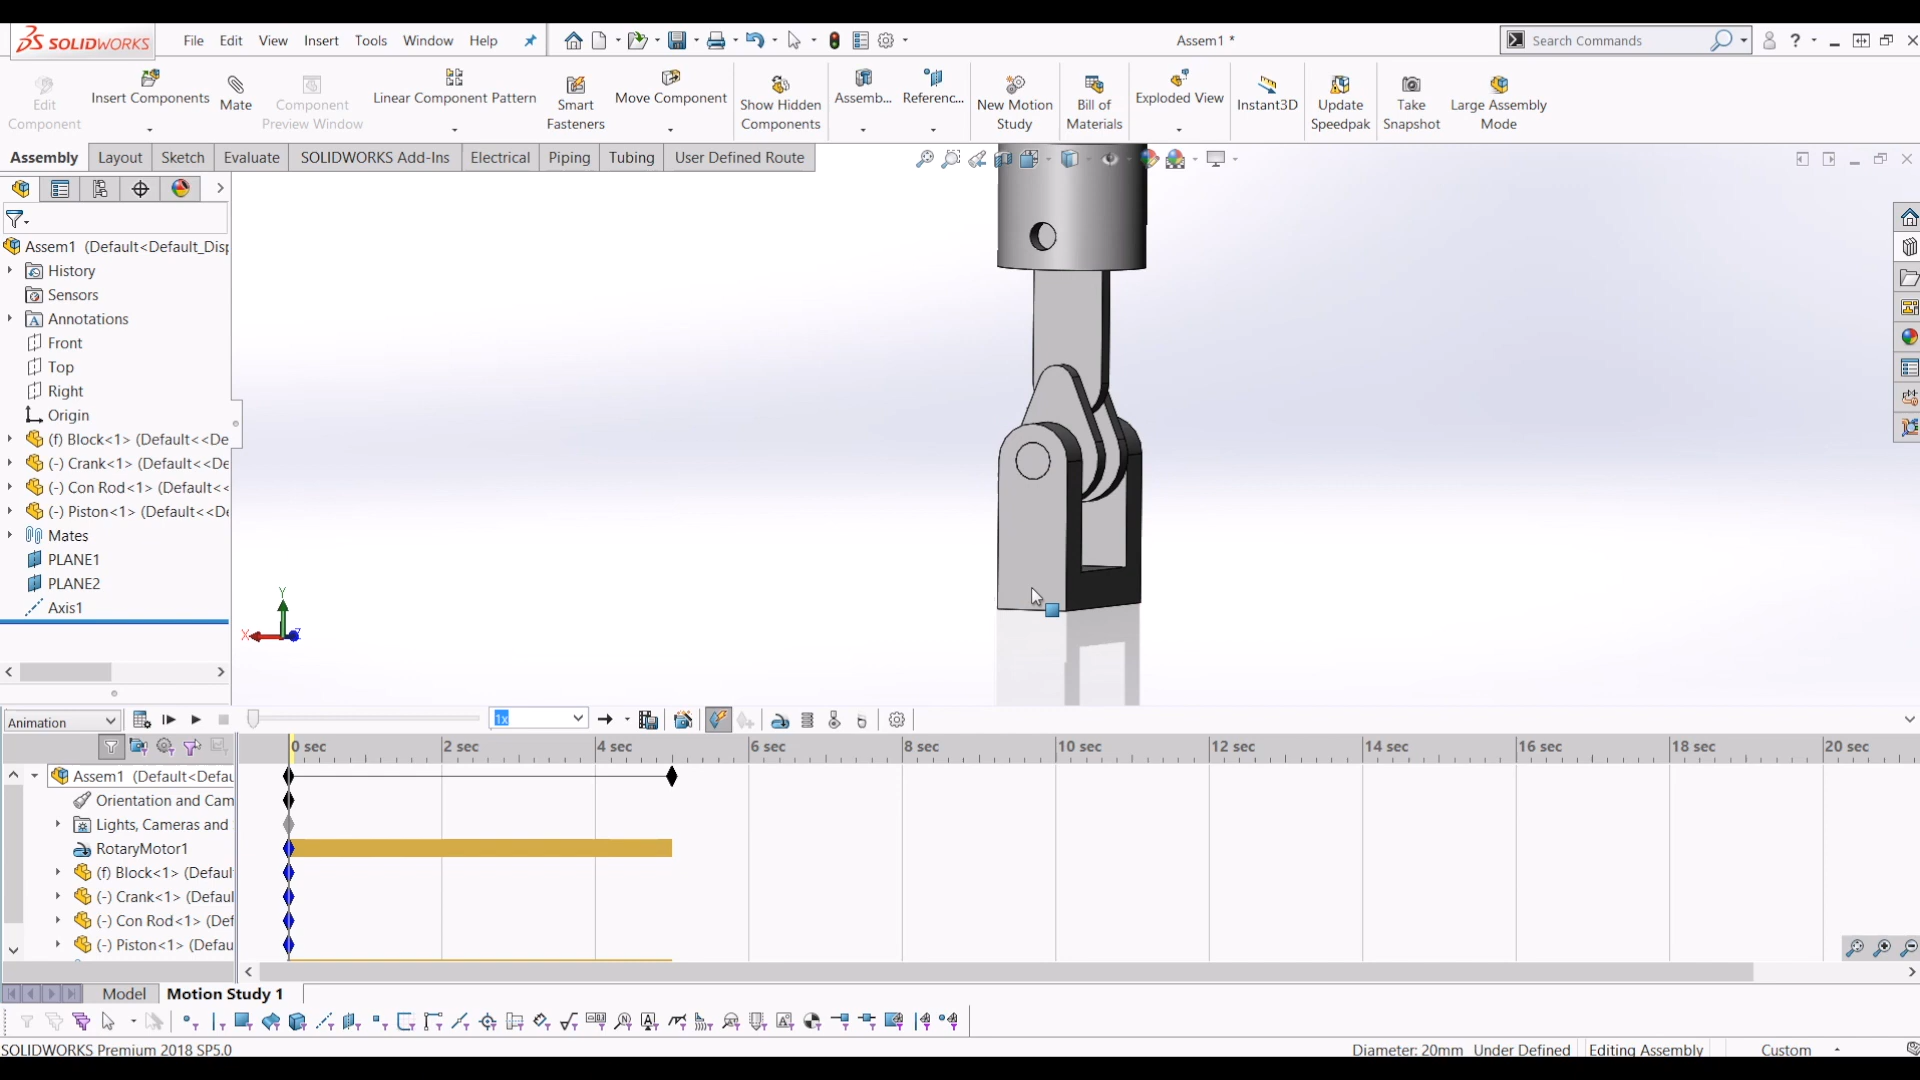 SOLIDWORKS File Edit View Insert Tools Window Help Assem1 * Search Commands ?
Edit Component Insert Components Mate Component Preview Window Linear Component Pattern Smart Fasteners Move Component Show Hidden Components Assemb... Referenc... New Motion Study Bill of Materials Exploded View Instant3D Update Speedpak Take Snapshot Large Assembly Mode
Assembly Layout Sketch Evaluate SOLIDWORKS Add-Ins Electrical Piping Tubing User Defined Route
Assem1 (Default<Default_Disp
History
Sensors
Annotations
Front
Top
Right
Origin
(f) Block<1> (Default<<De
(-) Crank<1> (Default<<De
(-) Con Rod<1> (Default<<
(-) Piston<1> (Default<<De
Mates
PLANE1
PLANE2
Axis1
Y
X Z
Animation 1x
0 sec 2 sec 4 sec 6 sec 8 sec 10 sec 12 sec 14 sec 16 sec 18 sec 20 sec
Assem1 (Default<Defau
Orientation and Cam
Lights, Cameras and
RotaryMotor1
(f) Block<1> (Defaul
(-) Crank<1> (Defaul
(-) Con Rod<1> (Def
(-) Piston<1> (Defau
Model Motion Study 1
SOLIDWORKS Premium 2018 SP5.0 Diameter: 20mm Under Defined Editing Assembly Custom